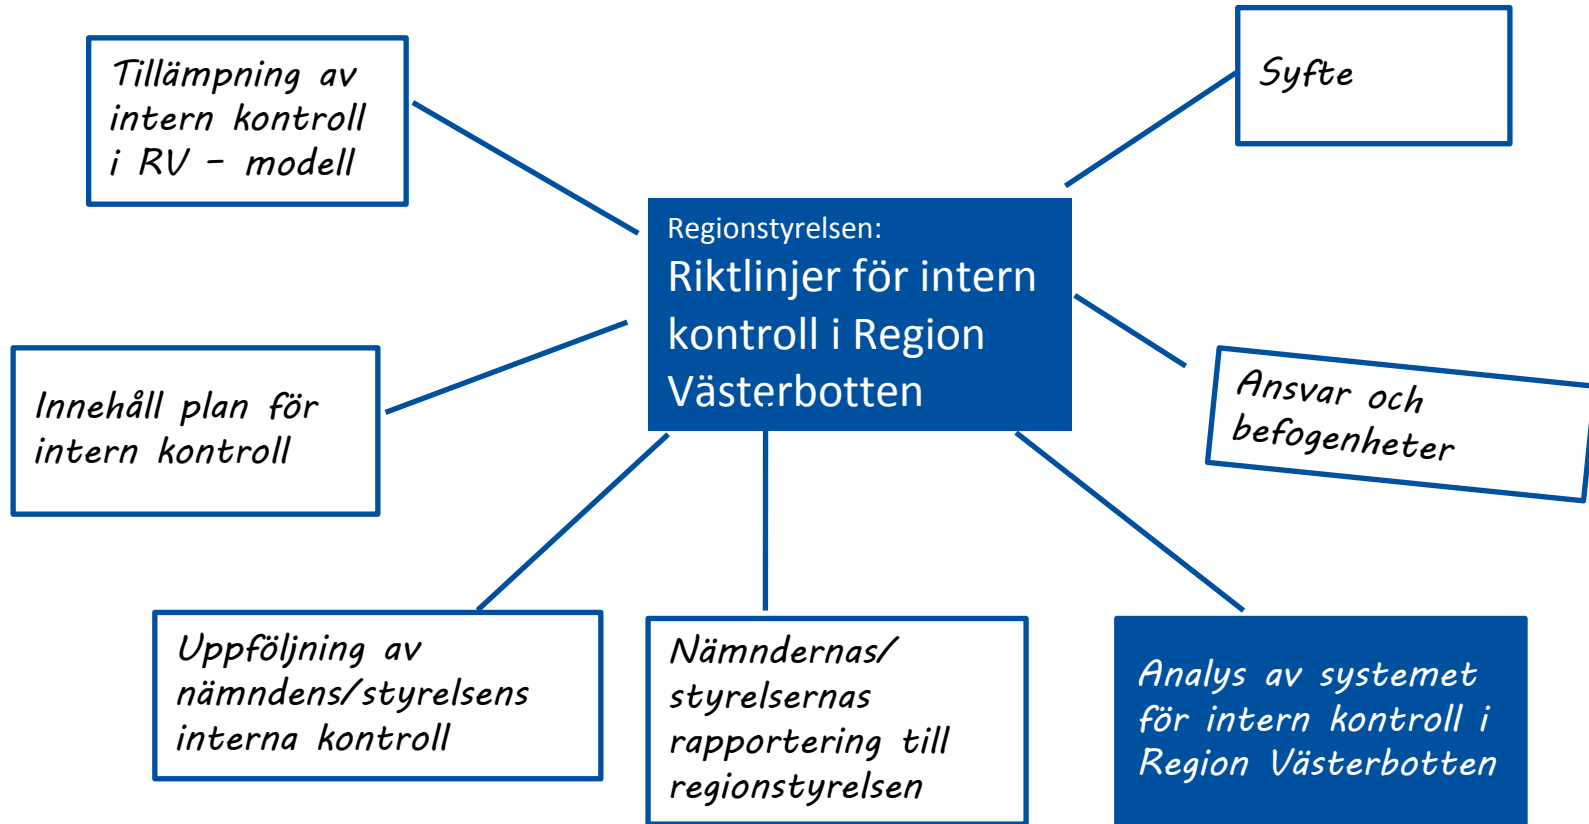 Tillämpning av
intern kontroll
i RV – modell
Syfte
Regionstyrelsen:
Riktlinjer för intern
kontroll i Region
Västerbotten
Innehåll plan för
intern kontroll
Ansvar och
befogenheter
Uppföljning av
nämndens/styrelsens
interna kontroll
Nämndernas/
styrelsernas
rapportering till
regionstyrelsen
Analys av systemet
för intern kontroll i
Region Västerbotten